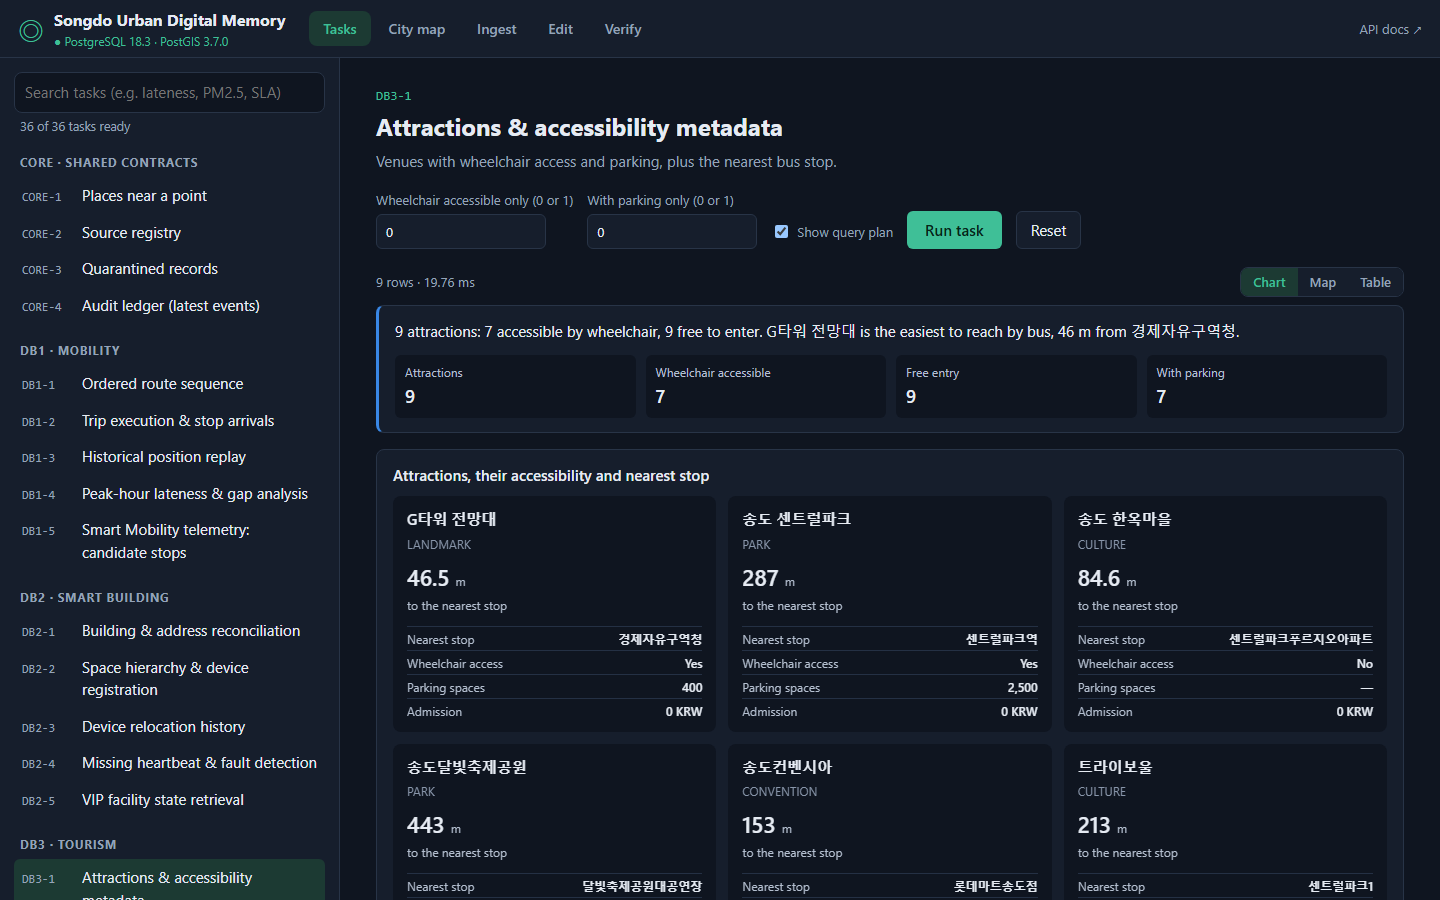 Songdo Urban Digital Memory
● PostgreSQL 18.3 · PostGIS 3.7.0
Tasks
City map
Ingest
Edit
Verify
API docs ↗
Search tasks (e.g. lateness, PM2.5, SLA)
36 of 36 tasks ready
CORE · SHARED CONTRACTS
CORE-1 Places near a point
CORE-2 Source registry
CORE-3 Quarantined records
CORE-4 Audit ledger (latest events)
DB1 · MOBILITY
DB1-1 Ordered route sequence
DB1-2 Trip execution & stop arrivals
DB1-3 Historical position replay
DB1-4 Peak-hour lateness & gap analysis
DB1-5 Smart Mobility telemetry:
candidate stops
DB2 · SMART BUILDING
DB2-1 Building & address reconciliation
DB2-2 Space hierarchy & device
registration
DB2-3 Device relocation history
DB2-4 Missing heartbeat & fault detection
DB2-5 VIP facility state retrieval
DB3 · TOURISM
DB3-1 Attractions & accessibility
metadata
DB3-1
Attractions & accessibility metadata
Venues with wheelchair access and parking, plus the nearest bus stop.
Wheelchair accessible only (0 or 1)
0
With parking only (0 or 1)
0
Show query plan
Run task
Reset
9 rows · 19.76 ms
Chart
Map
Table
9 attractions: 7 accessible by wheelchair, 9 free to enter. G타워 전망대 is the easiest to reach by bus, 46 m from 경제자유구역청.
Attractions
9
Wheelchair accessible
7
Free entry
9
With parking
7
Attractions, their accessibility and nearest stop
G타워 전망대
LANDMARK
46.5 m
to the nearest stop
Nearest stop 경제자유구역청
Wheelchair access Yes
Parking spaces 400
Admission 0 KRW
송도 센트럴파크
PARK
287 m
to the nearest stop
Nearest stop 센트럴파크역
Wheelchair access Yes
Parking spaces 2,500
Admission 0 KRW
송도 한옥마을
CULTURE
84.6 m
to the nearest stop
Nearest stop 센트럴파크푸르지오아파트
Wheelchair access No
Parking spaces —
Admission 0 KRW
송도달빛축제공원
PARK
443 m
to the nearest stop
Nearest stop 달빛축제공원대공연장
송도컨벤시아
CONVENTION
153 m
to the nearest stop
Nearest stop 롯데마트송도점
트라이보울
CULTURE
213 m
to the nearest stop
Nearest stop 센트럴파크1